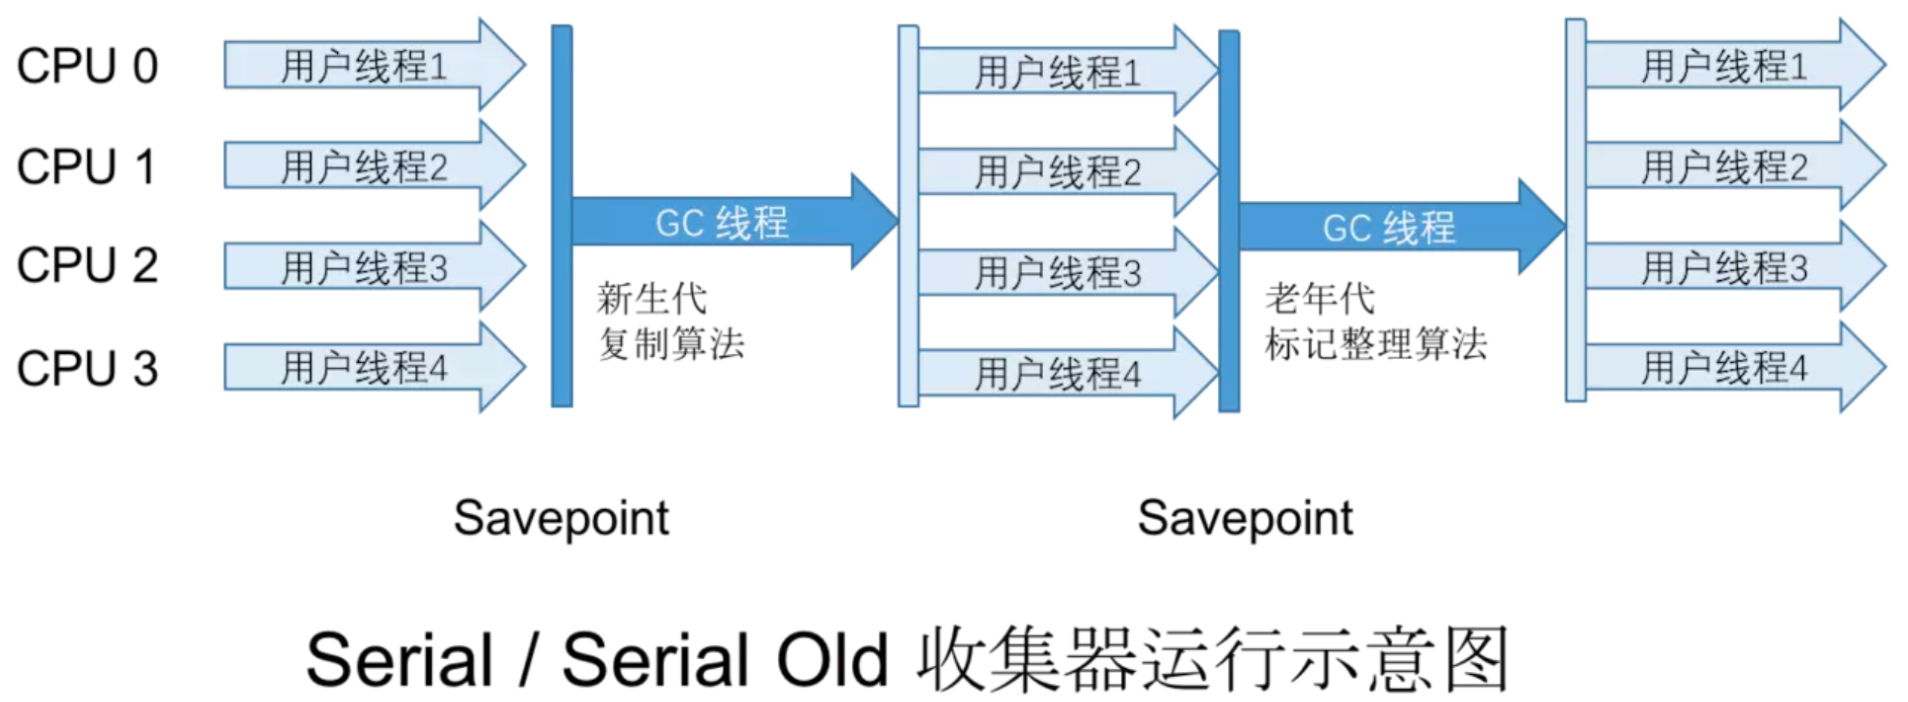 CPU 0 用户线程1 用户线程1 用户线程1
CPU 1 用户线程2 用户线程2 用户线程2
GC 线程 GC 线程
CPU 2 用户线程3 用户线程3 用户线程3
新生代 老年代
复制算法 标记整理算法
CPU 3 用户线程4 用户线程4 用户线程4
Savepoint Savepoint
Serial / Serial Old 收集器运行示意图